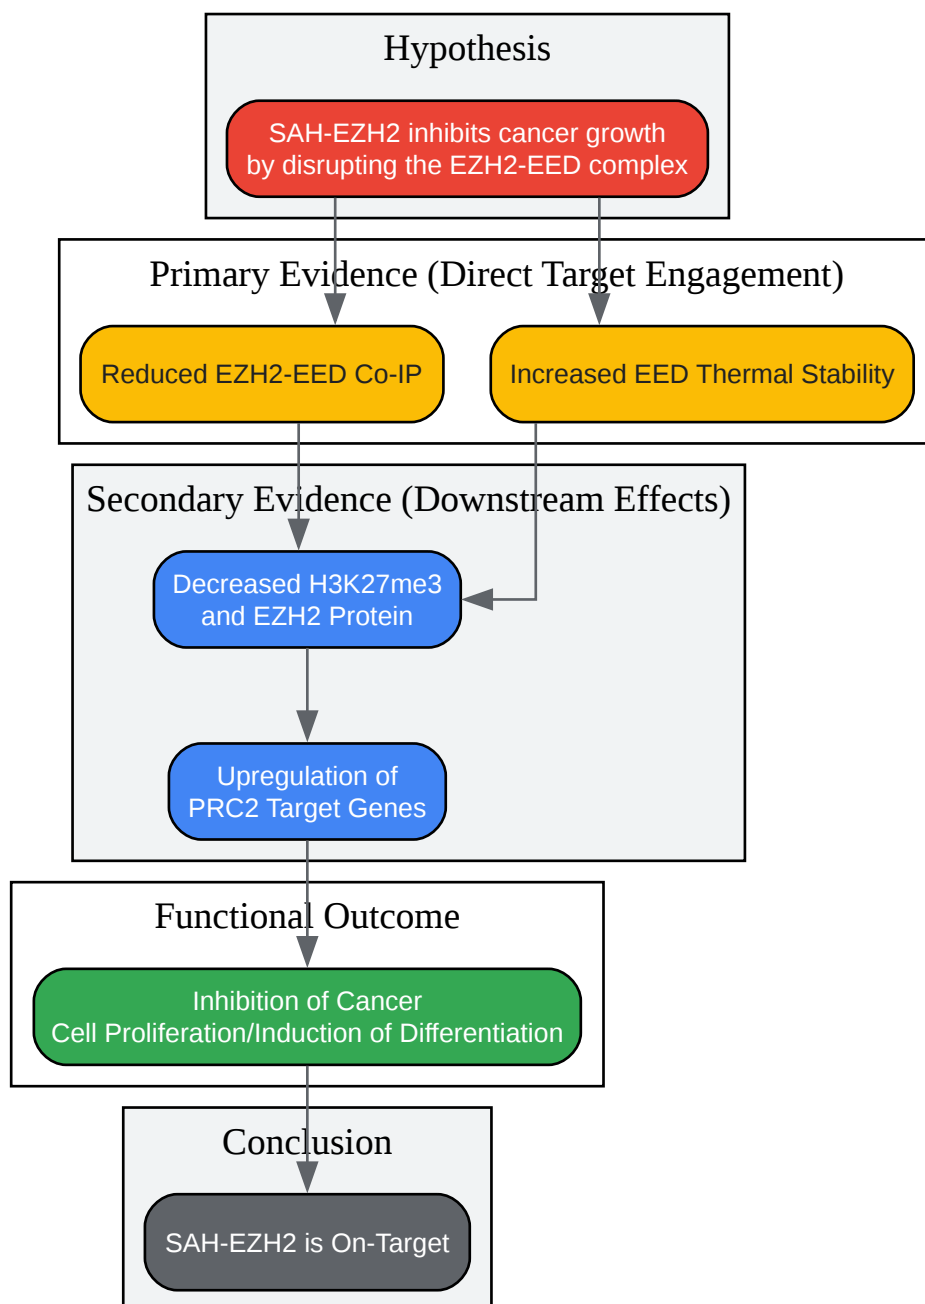 Hypothesis
SAH-EZH2 inhibits cancer growth
by disrupting the EZH2-EED complex
Primary Evidence (Direct Target Engagement)
Reduced EZH2-EED Co-IP
Increased EED Thermal Stability
Secondary Evidence (Downstream Effects)
Decreased H3K27me3
and EZH2 Protein
Upregulation of
PRC2 Target Genes
Functional Outcome
Inhibition of Cancer
Cell Proliferation/Induction of Differentiation
Conclusion
SAH-EZH2 is On-Target